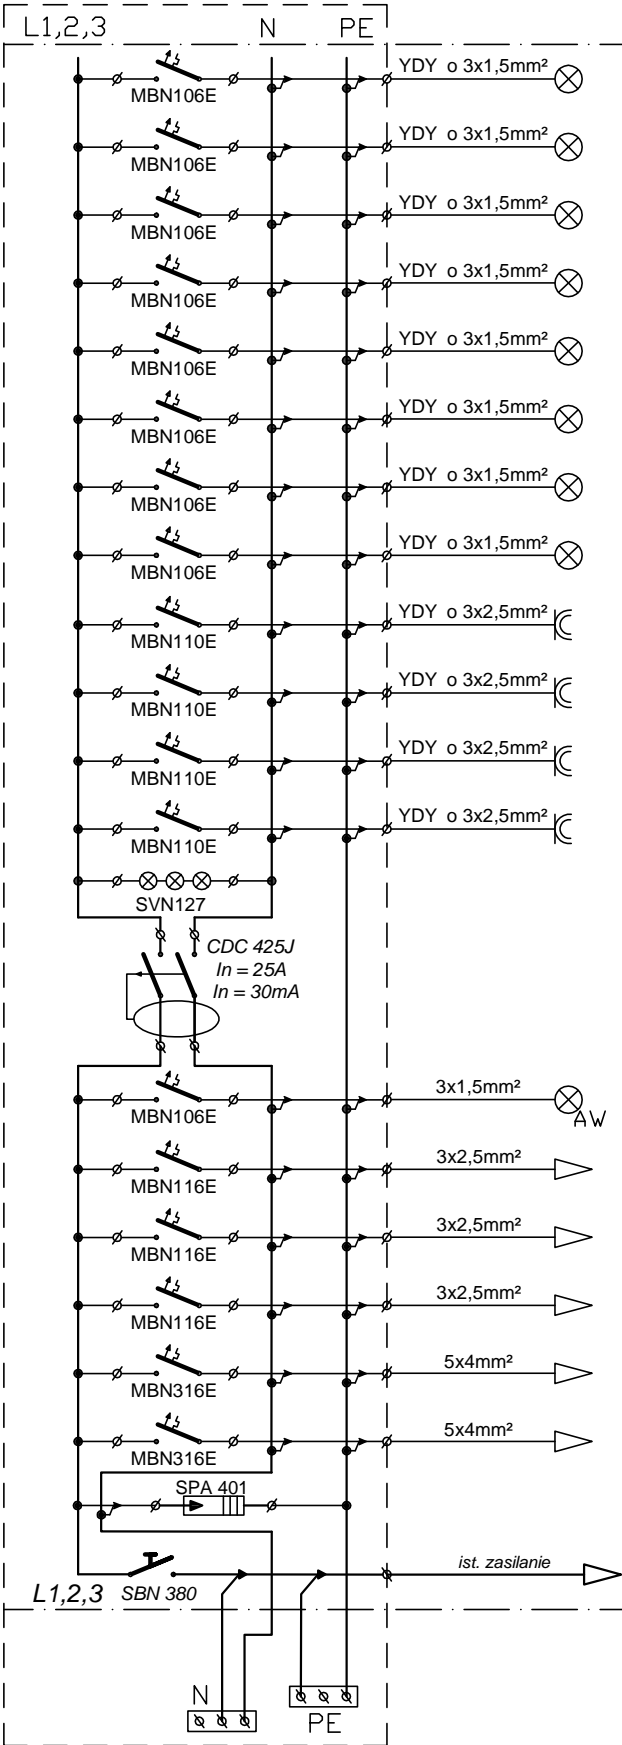 L1,2,3 N PE
YDY o 3x1,5mm²
MBN106E
YDY o 3x1,5mm²
MBN106E
YDY o 3x1,5mm²
MBN106E
YDY o 3x1,5mm²
MBN106E
YDY o 3x1,5mm²
MBN106E
YDY o 3x1,5mm²
MBN106E
YDY o 3x1,5mm²
MBN106E
YDY o 3x1,5mm²
MBN106E
YDY o 3x2,5mm²
MBN110E
YDY o 3x2,5mm²
MBN110E
YDY o 3x2,5mm²
MBN110E
YDY o 3x2,5mm²
MBN110E
SVN127
CDC 425J
In = 25A
In = 30mA
3x1,5mm²
MBN106E
AW
3x2,5mm²
MBN116E
3x2,5mm²
MBN116E
3x2,5mm²
MBN116E
5x4mm²
MBN316E
5x4mm²
MBN316E
SPA 401
ist. zasilanie
L1,2,3 SBN 380
N
PE